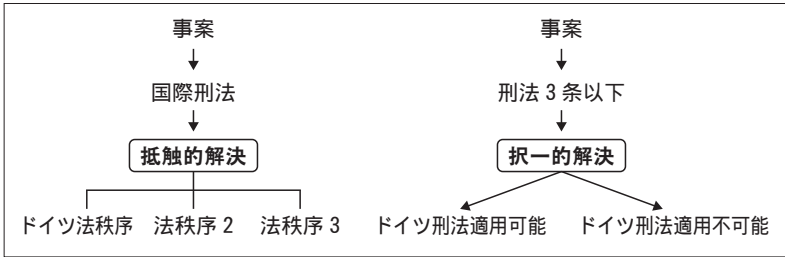 事案
国際刑法
抵触的解決
ドイツ法秩序 法秩序 2 法秩序 3
事案
刑法 3 条以下
択一的解決
ドイツ刑法適用可能 ドイツ刑法適用不可能